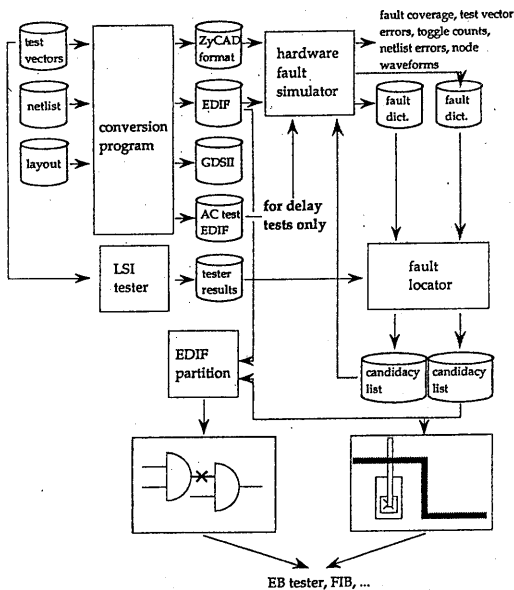 fault coverage, test vector
errors, toggle counts,
netlist errors, node
waveforms
test
vectors
netlist
layout
conversion
program
ZyCAD
format
EDIF
GDSII
AC test
EDIF
hardware
fault
simulator
fault
dict.
fault
dict.
for delay
tests only
LSI
tester
tester
results
fault
locator
EDIF
partition
candidacy
list
candidacy
list
EB tester, FIB, ...